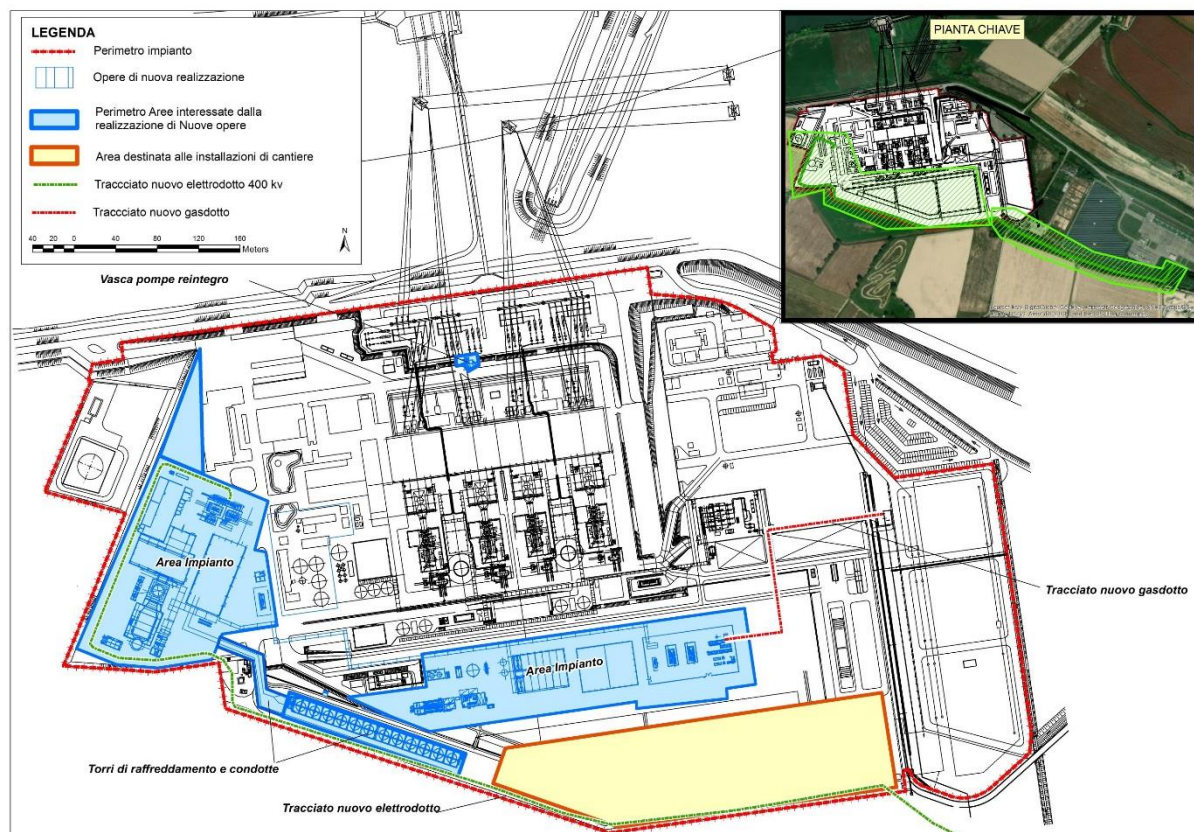 LEGENDA
Perimetro impianto
Opere di nuova realizzazione
Perimetro Aree interessate dalla
realizzazione di Nuove opere
Area destinata alle installazioni di cantiere
Traccciato nuovo elettrodotto 400 kv
Traccciato nuovo gasdotto
40 20 0 40 80 120 160
Meters
N
PIANTA CHIAVE
Vasca pompe reintegro
Area Impianto
Tracciato nuovo gasdotto
Area Impianto
Torri di raffreddamento e condotte
Tracciato nuovo elettrodotto